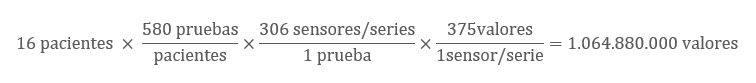 16 pacientes × 580 pruebas/pacientes × 306 sensores/series/1 prueba × 375valores/1sensor/serie = 1.064.880.000 valores